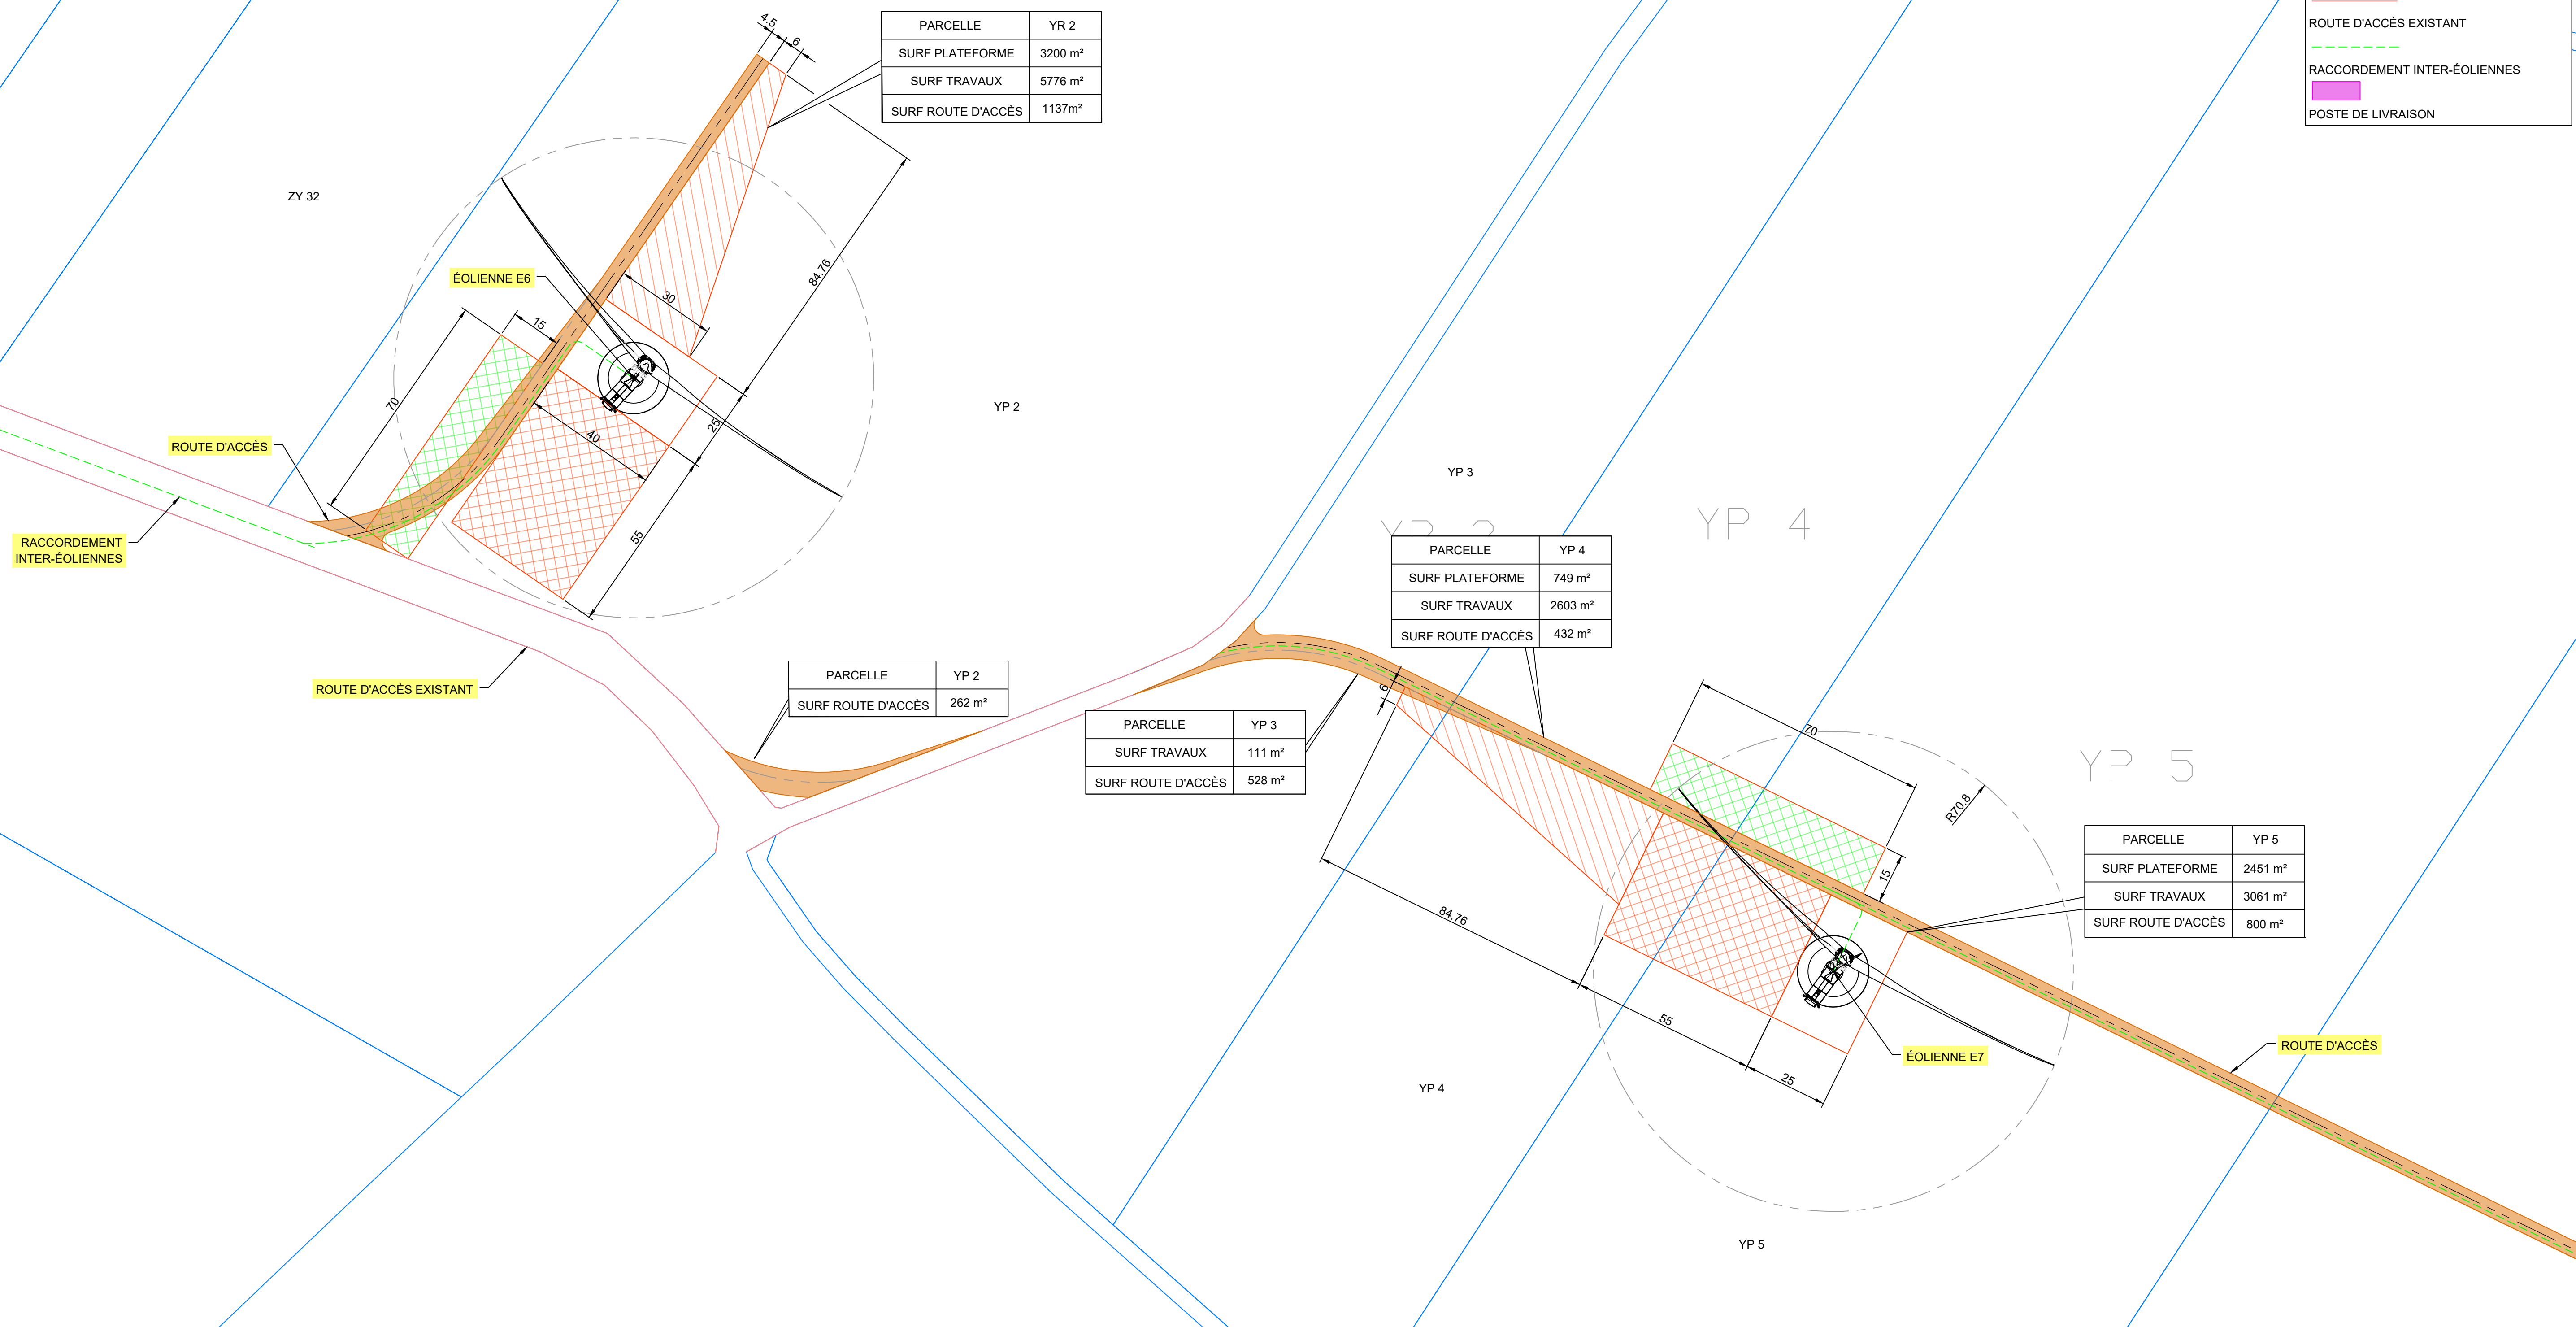 ROUTE D'ACCÈS EXISTANT
RACCORDEMENT INTER-ÉOLIENNES
POSTE DE LIVRAISON
PARCELLE YR 2
SURF PLATEFORME 3200 m²
SURF TRAVAUX 5776 m²
SURF ROUTE D'ACCÈS 1137m²
4.5
6
ZY 32
ÉOLIENNE E6
84.76
30
15
70
YP 2
40
25
ROUTE D'ACCÈS
55
RACCORDEMENT
INTER-ÉOLIENNES
ROUTE D'ACCÈS EXISTANT
YP 3
YP 3
YP 4
PARCELLE YP 4
SURF PLATEFORME 749 m²
SURF TRAVAUX 2603 m²
SURF ROUTE D'ACCÈS 432 m²
PARCELLE YP 2
SURF ROUTE D'ACCÈS 262 m²
6
PARCELLE YP 3
SURF TRAVAUX 111 m²
SURF ROUTE D'ACCÈS 528 m²
70
YP 5
R70.8
PARCELLE YP 5
SURF PLATEFORME 2451 m²
SURF TRAVAUX 3061 m²
SURF ROUTE D'ACCÈS 800 m²
15
84.76
55
25
ÉOLIENNE E7
ROUTE D'ACCÈS
YP 4
YP 5